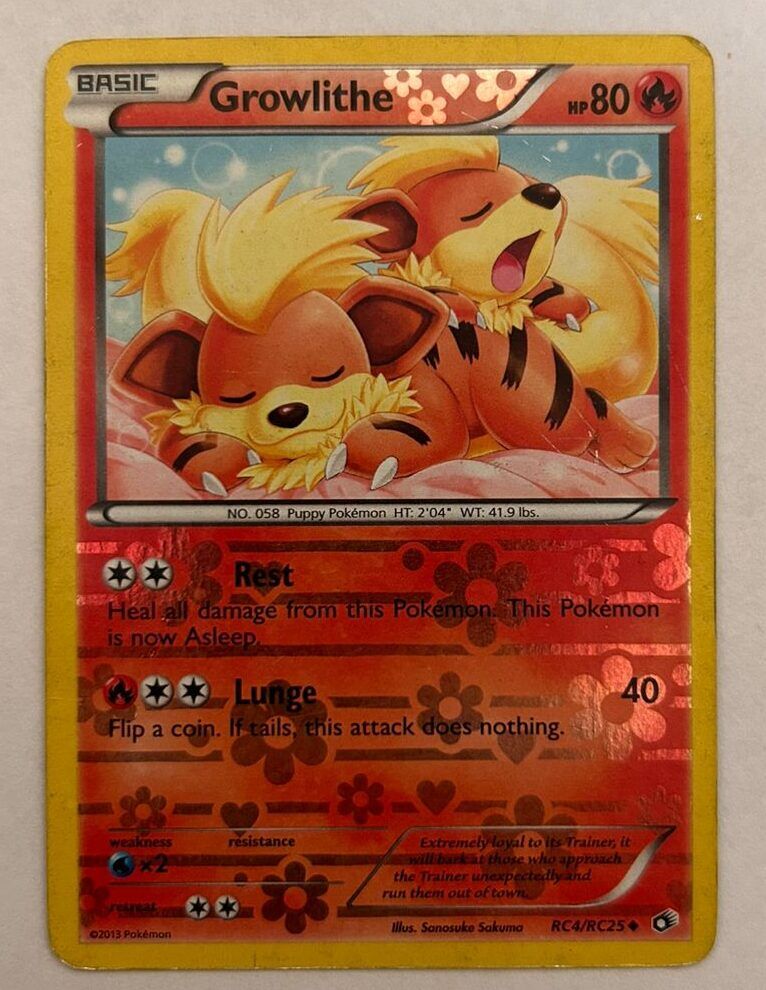 BASIC
Growlithe
HP80
NO. 058 Puppy Pokémon HT: 2'04" WT: 41.9 lbs.
Rest
Heal all damage from this Pokémon. This Pokémon
is now Asleep.
Lunge 40
Flip a coin. If tails, this attack does nothing.
weakness resistance
×2
Extremely loyal to its Trainer, it
will bark at those who approach
the Trainer unexpectedly and
run them out of town.
retreat
©2013 Pokémon
Illus. Sanosuke Sakuma RC4/RC25